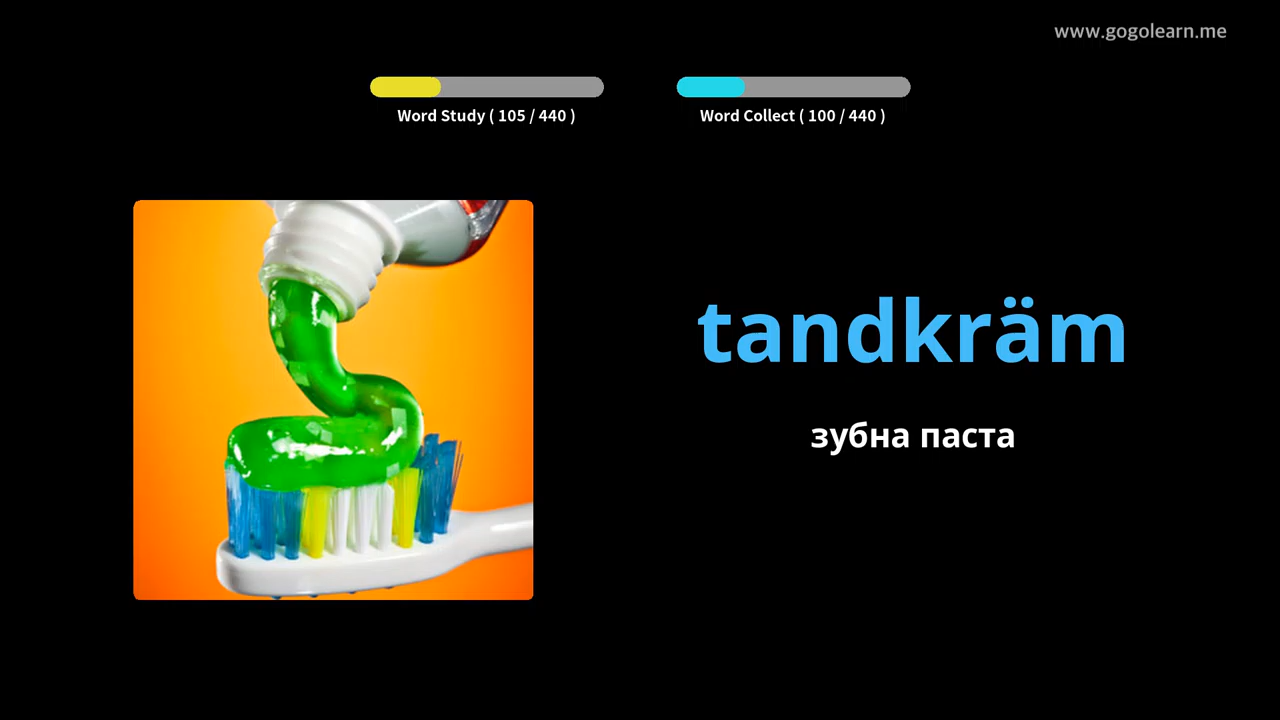 www.gogolearn.me
Word Study ( 105 / 440 )
Word Collect ( 100 / 440 )
tandkräm
зубна паста